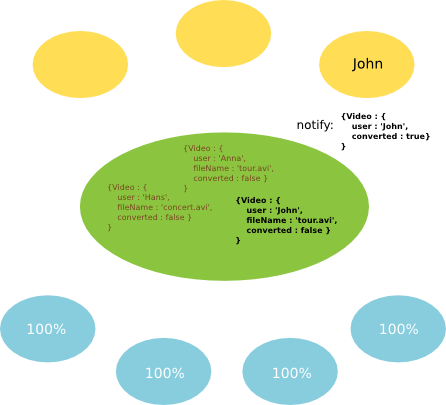 John
notify:
{Video : {
user : 'John',
converted : true}
}
{Video : {
user : 'Anna',
fileName : 'tour.avi',
converted : false }
}
{Video : {
user : 'Hans',
fileName : 'concert.avi',
converted : false }
}
{Video : {
user : 'John',
fileName : 'tour.avi',
converted : false }
}
100%
100%
100%
100%